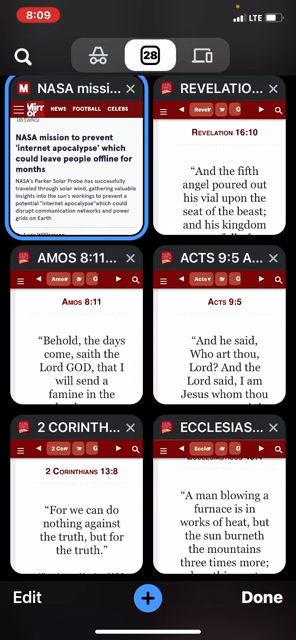 8:09
LTE
28
NASA missi...
REVELATIO...
M
Mirror
NEWS FOOTBALL CELEBS
NASA mission to prevent
'internet apocalypse' which
could leave people offline for
months
NASA's Parker Solar Probe has successfully
traveled through solar wind, gathering valuable
insights into the sun's workings to prevent a
potential "internet apocalypse"which could
disrupt communication networks and power
grids on Earth
Revel
G
Revelation 16:10
“And the fifth
angel poured out
his vial upon the
seat of the beast;
and his kingdom
AMOS 8:11...
ACTS 9:5 A...
Amos
G
Amos 8:11
“Behold, the days
come, saith the
Lord GOD, that I
will send a
famine in the
Acts
G
Acts 9:5
“And he said,
Who art thou,
Lord? And the
Lord said, I am
Jesus whom thou
2 CORINTH...
ECCLESIAS...
2 Cori
G
2 Corinthians 13:8
“For we can do
nothing against
the truth, but for
the truth.”
Eccles
G
“A man blowing a
furnace is in
works of heat, but
the sun burneth
the mountains
three times more;
Edit
Done